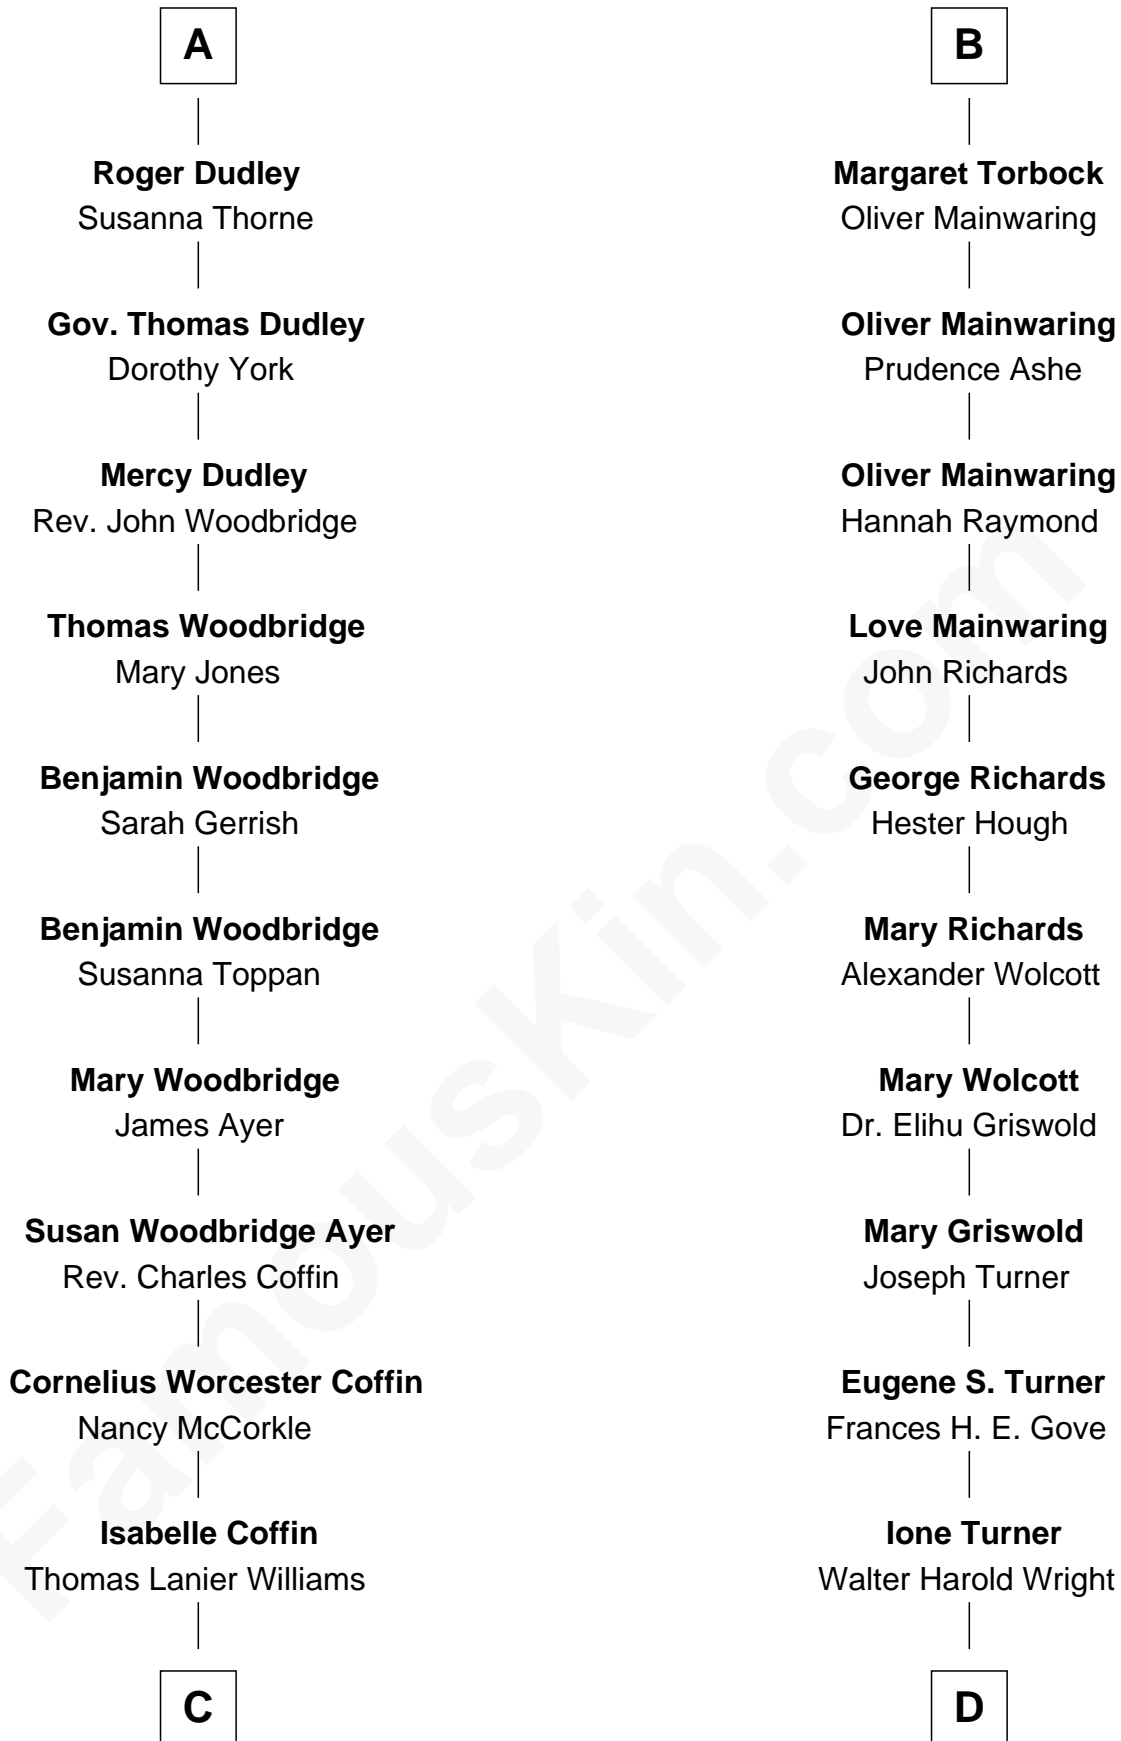 A
Roger Dudley
Susanna Thorne
Gov. Thomas Dudley
Dorothy York
Mercy Dudley
Rev. John Woodbridge
Thomas Woodbridge
Mary Jones
Benjamin Woodbridge
Sarah Gerrish
Benjamin Woodbridge
Susanna Toppan
Mary Woodbridge
James Ayer
Susan Woodbridge Ayer
Rev. Charles Coffin
Cornelius Worcester Coffin
Nancy McCorkle
Isabelle Coffin
Thomas Lanier Williams
C
B
Margaret Torbock
Oliver Mainwaring
Oliver Mainwaring
Prudence Ashe
Oliver Mainwaring
Hannah Raymond
Love Mainwaring
John Richards
George Richards
Hester Hough
Mary Richards
Alexander Wolcott
Mary Wolcott
Dr. Elihu Griswold
Mary Griswold
Joseph Turner
Eugene S. Turner
Frances H. E. Gove
Ione Turner
Walter Harold Wright
D
FamousKin.com